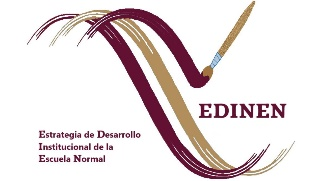 EDINEN
Estrategia de Desarrollo
Institucional de la
Escuela Normal